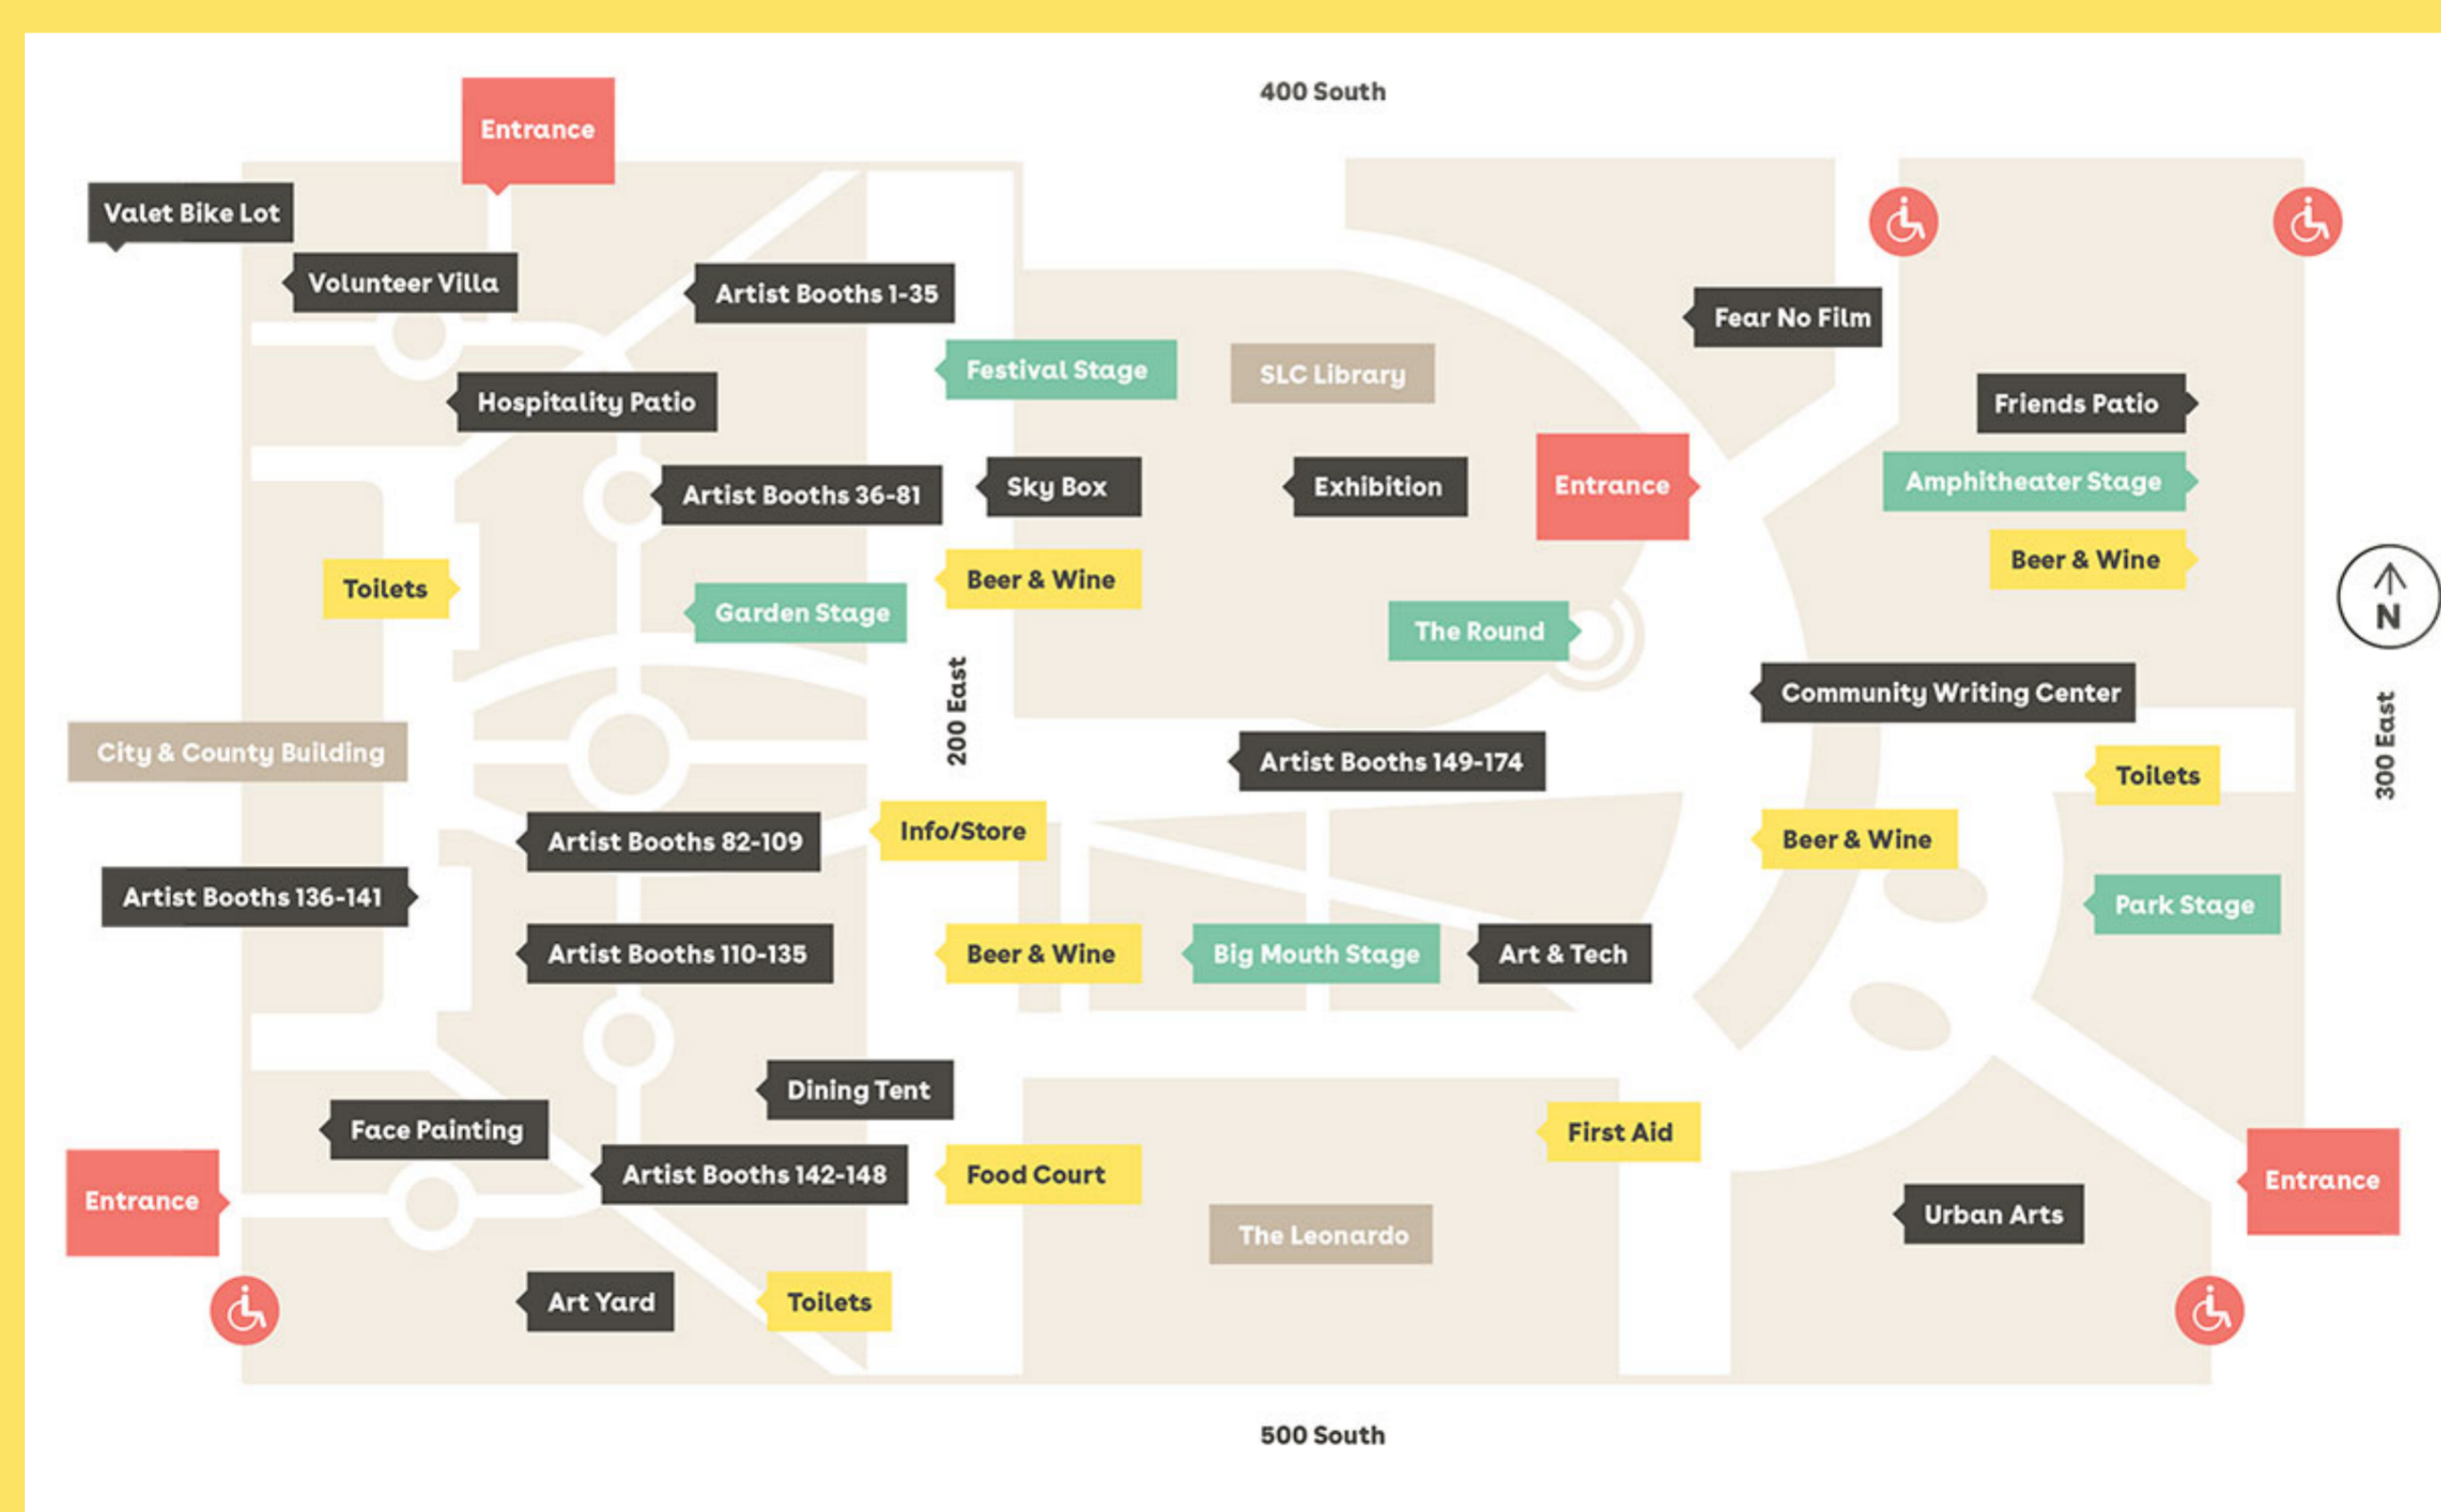 400 South
Entrance
Valet Bike Lot
Volunteer Villa
Artist Booths 1-35
Fear No Film
Festival Stage
SLC Library
Hospitality Patio
Friends Patio
Artist Booths 36-81
Sky Box
Exhibition
Entrance
Amphitheater Stage
Toilets
Beer & Wine
Beer & Wine
Garden Stage
The Round
N
200 East
Community Writing Center
300 East
City & County Building
Artist Booths 149-174
Toilets
Artist Booths 82-109
Info/Store
Beer & Wine
Artist Booths 136-141
Park Stage
Artist Booths 110-135
Beer & Wine
Big Mouth Stage
Art & Tech
Dining Tent
Face Painting
First Aid
Artist Booths 142-148
Food Court
Entrance
Entrance
The Leonardo
Urban Arts
Art Yard
Toilets
500 South